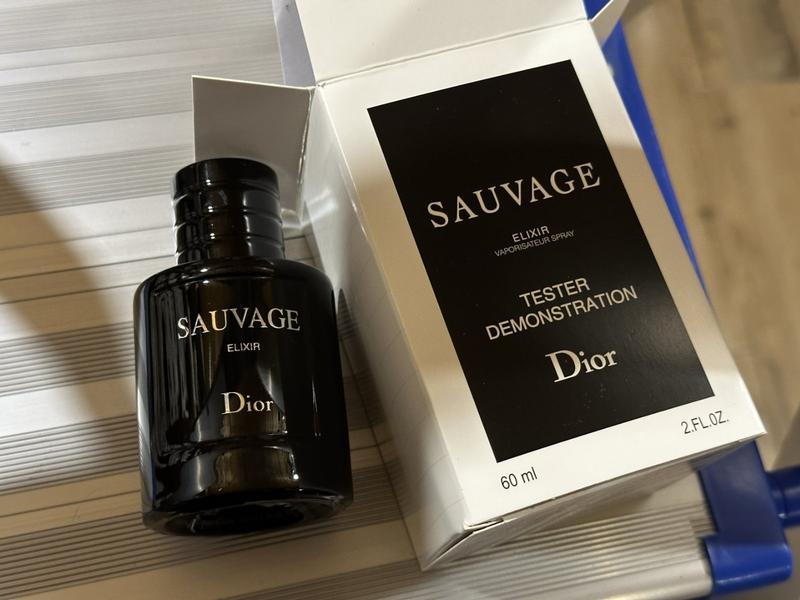 SAUVAGE
ELIXIR
Dior
SAUVAGE
ELIXIR
VAPORISATEUR SPRAY
TESTER
DEMONSTRATION
Dior
60 ml
2.FL.OZ.